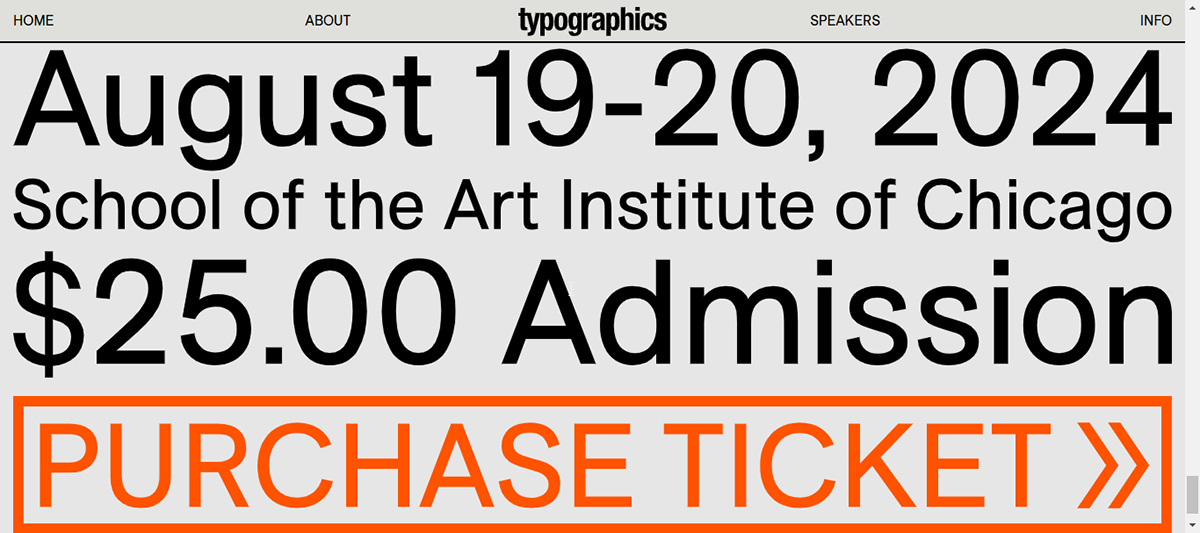 HOME ABOUT typographics SPEAKERS INFO
August 19-20, 2024
School of the Art Institute of Chicago
$25.00 Admission
PURCHASE TICKET »